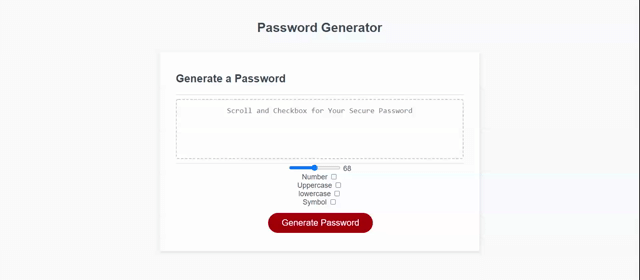 Password Generator
Generate a Password
Scroll and Checkbox for Your Secure Password
68
Number
Uppercase
lowercase
Symbol
Generate Password